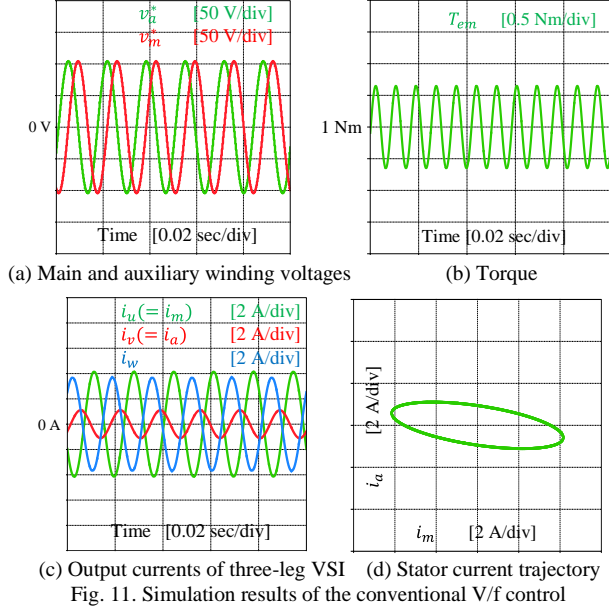 v*a [50 V/div]
v*m [50 V/div]
0 V
Time [0.02 sec/div]
(a) Main and auxiliary winding voltages
Tem [0.5 Nm/div]
1 Nm
Time [0.02 sec/div]
(b) Torque
iu(= im) [2 A/div]
iv(= ia) [2 A/div]
iw [2 A/div]
0 A
Time [0.02 sec/div]
(c) Output currents of three-leg VSI
ia [2 A/div]
im [2 A/div]
(d) Stator current trajectory
Fig. 11. Simulation results of the conventional V/f control